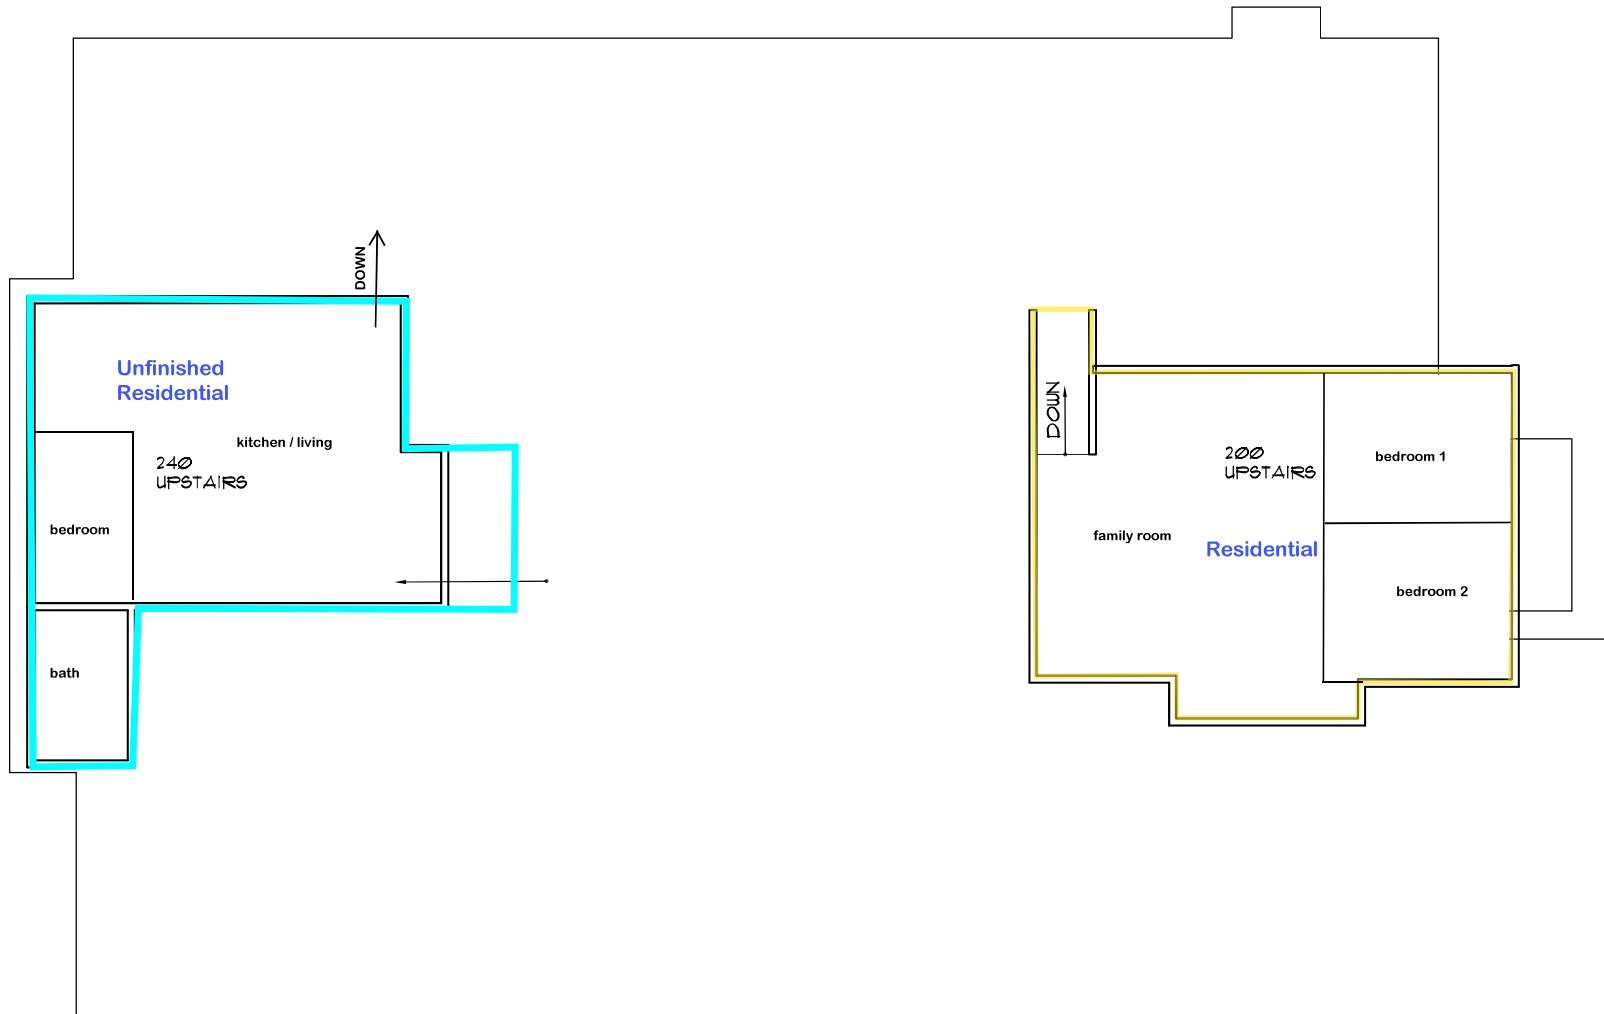 DOWN
Unfinished
Residential
kitchen / living
240
UPSTAIRS
bedroom
bath
DOWN
200
UPSTAIRS
bedroom 1
family room
Residential
bedroom 2